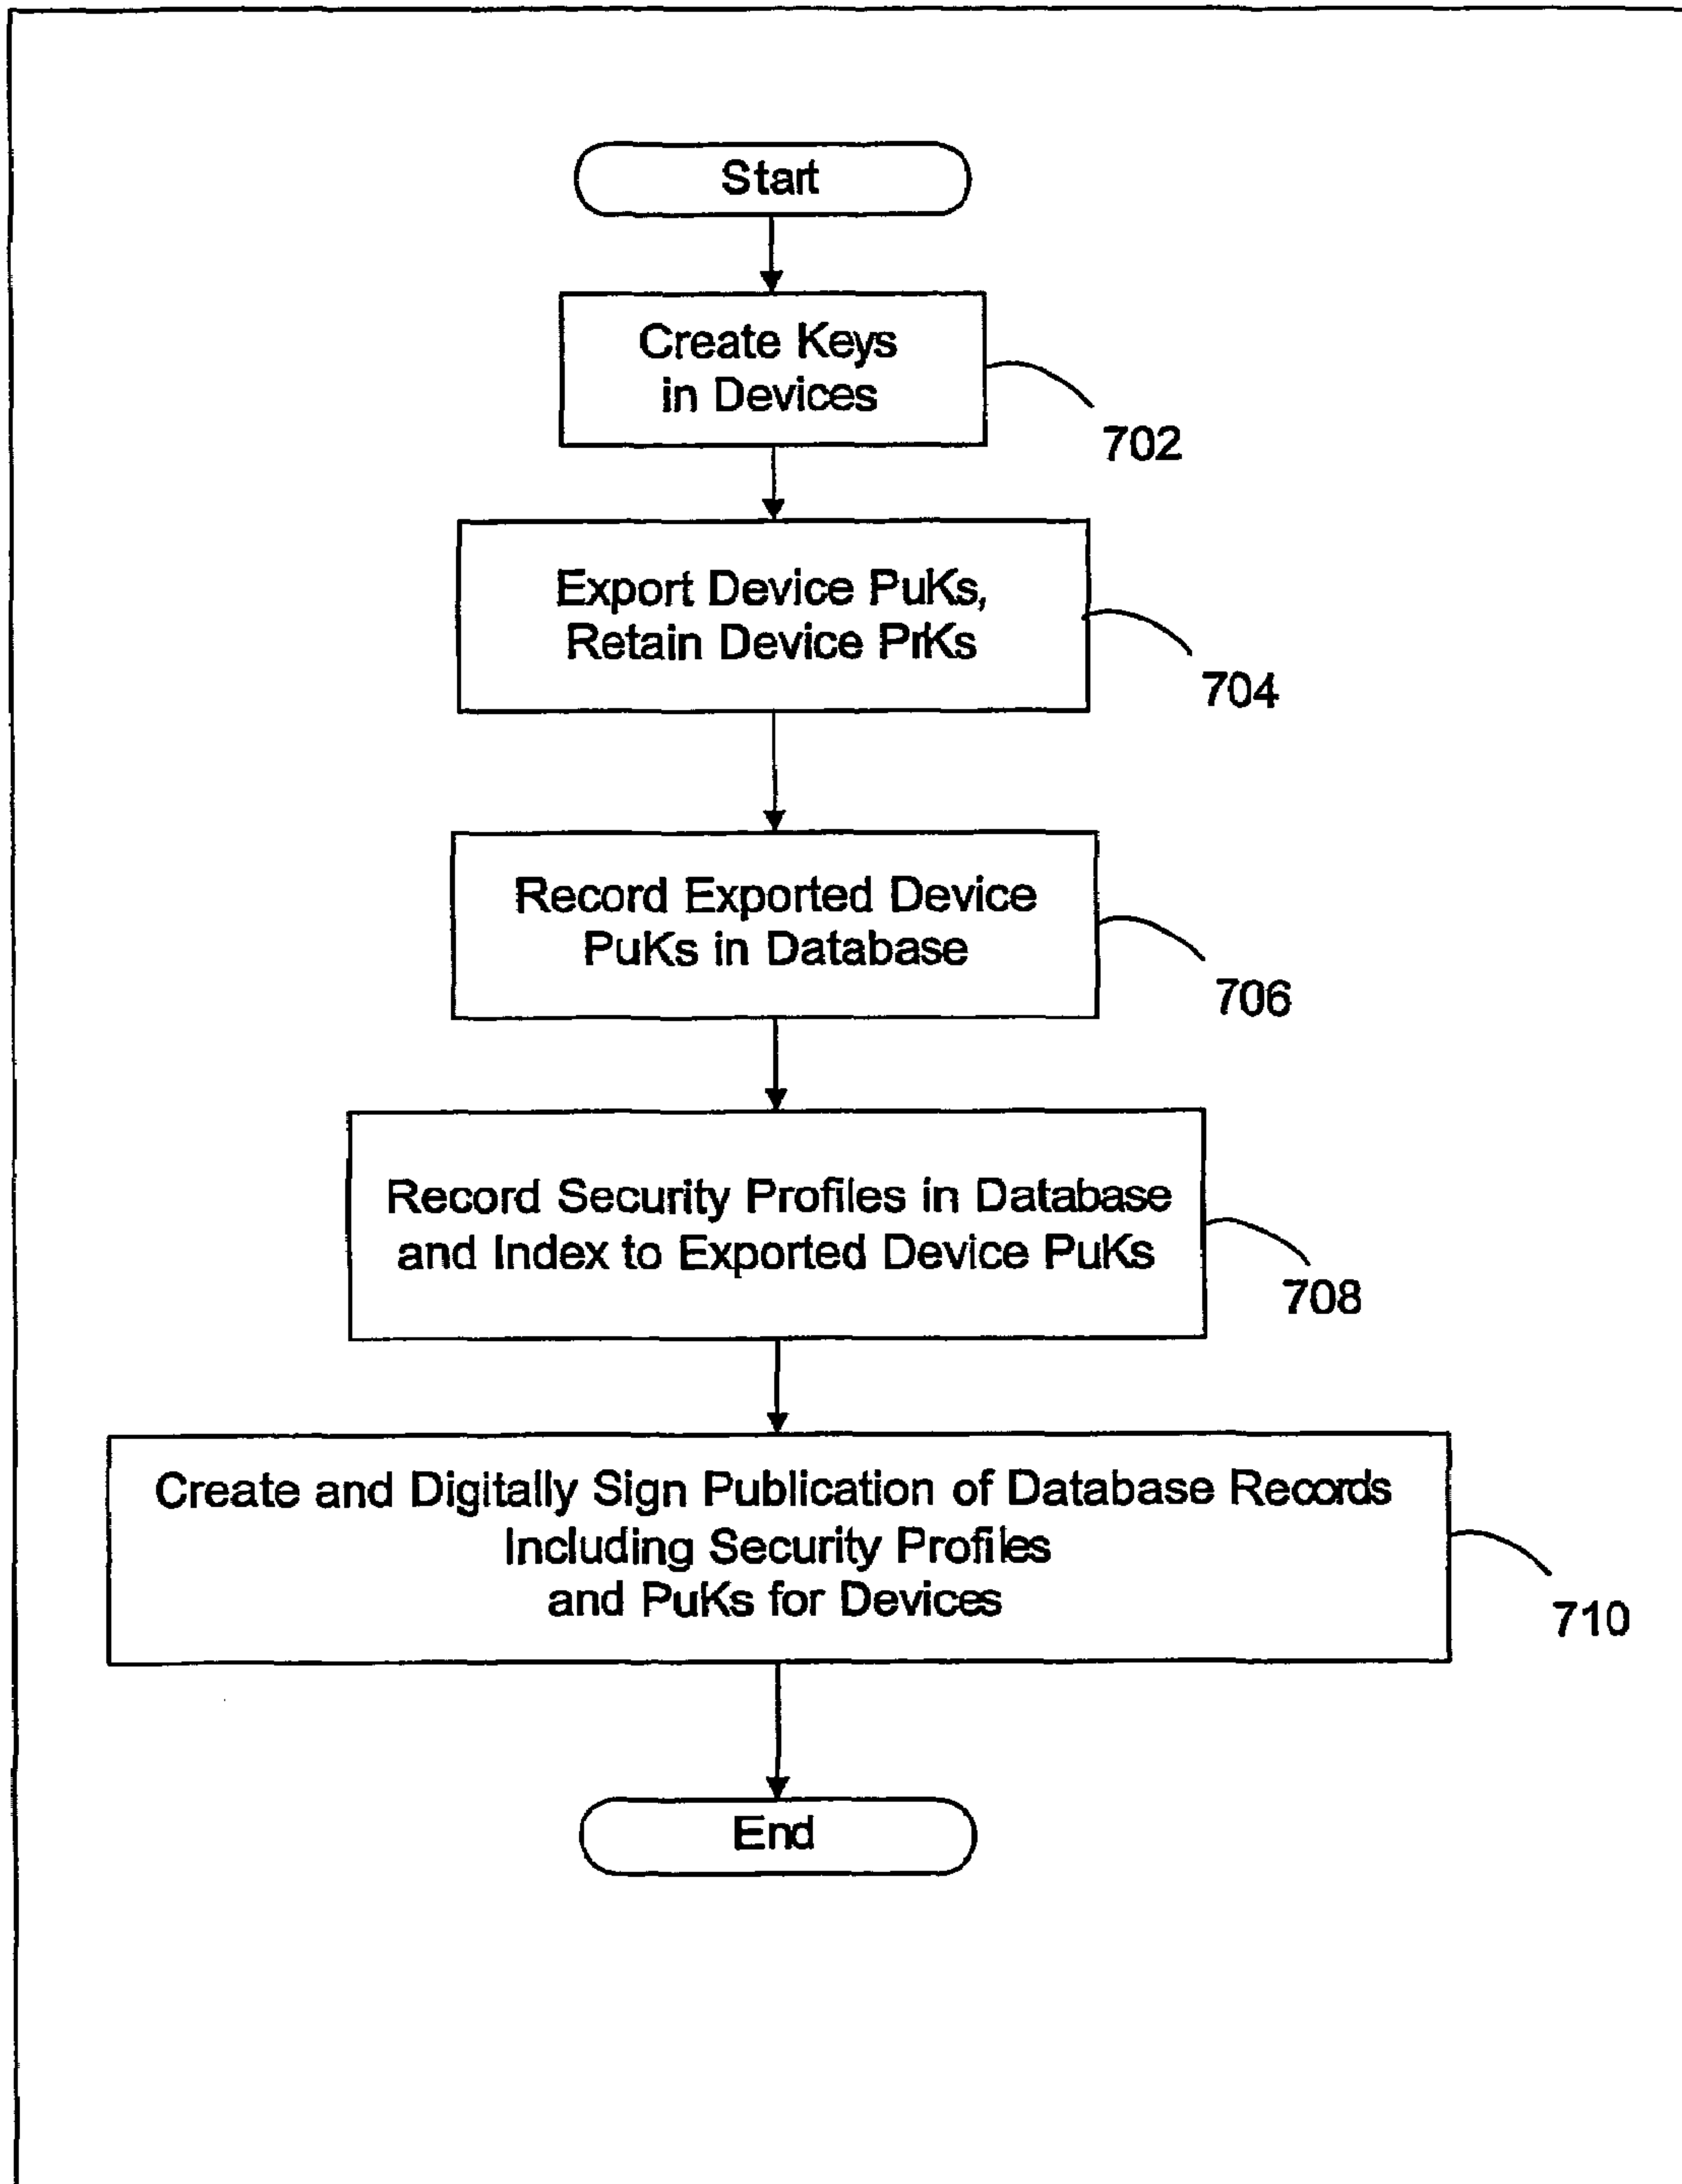 Start
Create Keys
in Devices
702
Export Device PuKs,
Retain Device PrKs
704
Record Exported Device
PuKs in Database
706
Record Security Profiles in Database
and Index to Exported Device PuKs
708
Create and Digitally Sign Publication of Database Records
Including Security Profiles
and PuKs for Devices
710
End